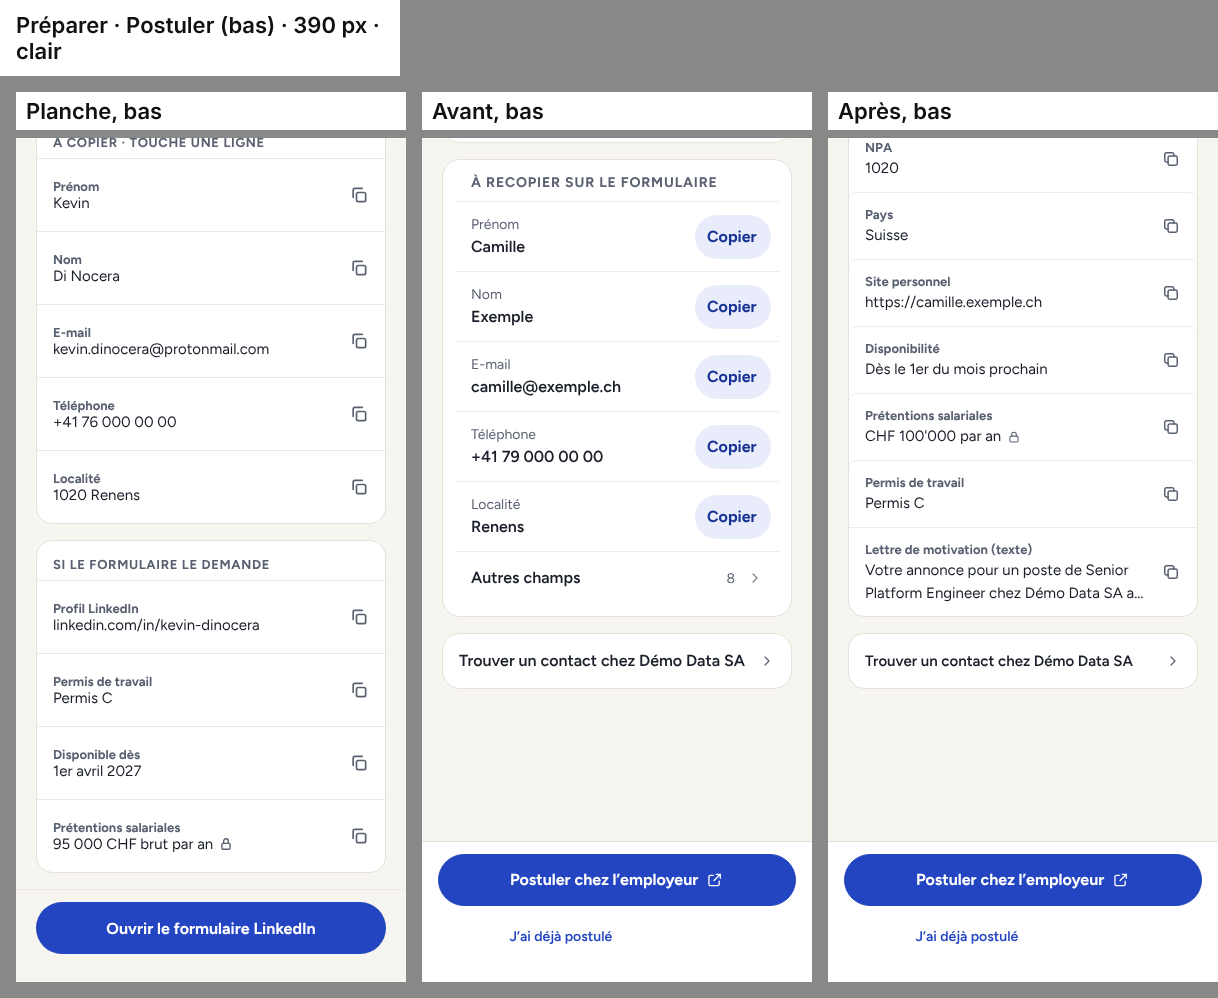 Préparer · Postuler (bas) · 390 px ·
clair
Planche, bas
À COPIER · TOUCHE UNE LIGNE
Prénom
Kevin
Nom
Di Nocera
E-mail
kevin.dinocera@protonmail.com
Téléphone
+41 76 000 00 00
Localité
1020 Renens
SI LE FORMULAIRE LE DEMANDE
Profil LinkedIn
linkedin.com/in/kevin-dinocera
Permis de travail
Permis C
Disponible dès
1er avril 2027
Prétentions salariales
95 000 CHF brut par an
Ouvrir le formulaire LinkedIn
Avant, bas
À RECOPIER SUR LE FORMULAIRE
Prénom
Camille
Copier
Nom
Exemple
Copier
E-mail
camille@exemple.ch
Copier
Téléphone
+41 79 000 00 00
Copier
Localité
Renens
Copier
Autres champs 8
Trouver un contact chez Démo Data SA
Postuler chez l’employeur
J’ai déjà postulé
Après, bas
NPA
1020
Pays
Suisse
Site personnel
https://camille.exemple.ch
Disponibilité
Dès le 1er du mois prochain
Prétentions salariales
CHF 100'000 par an
Permis de travail
Permis C
Lettre de motivation (texte)
Votre annonce pour un poste de Senior
Platform Engineer chez Démo Data SA a...
Trouver un contact chez Démo Data SA
Postuler chez l’employeur
J’ai déjà postulé